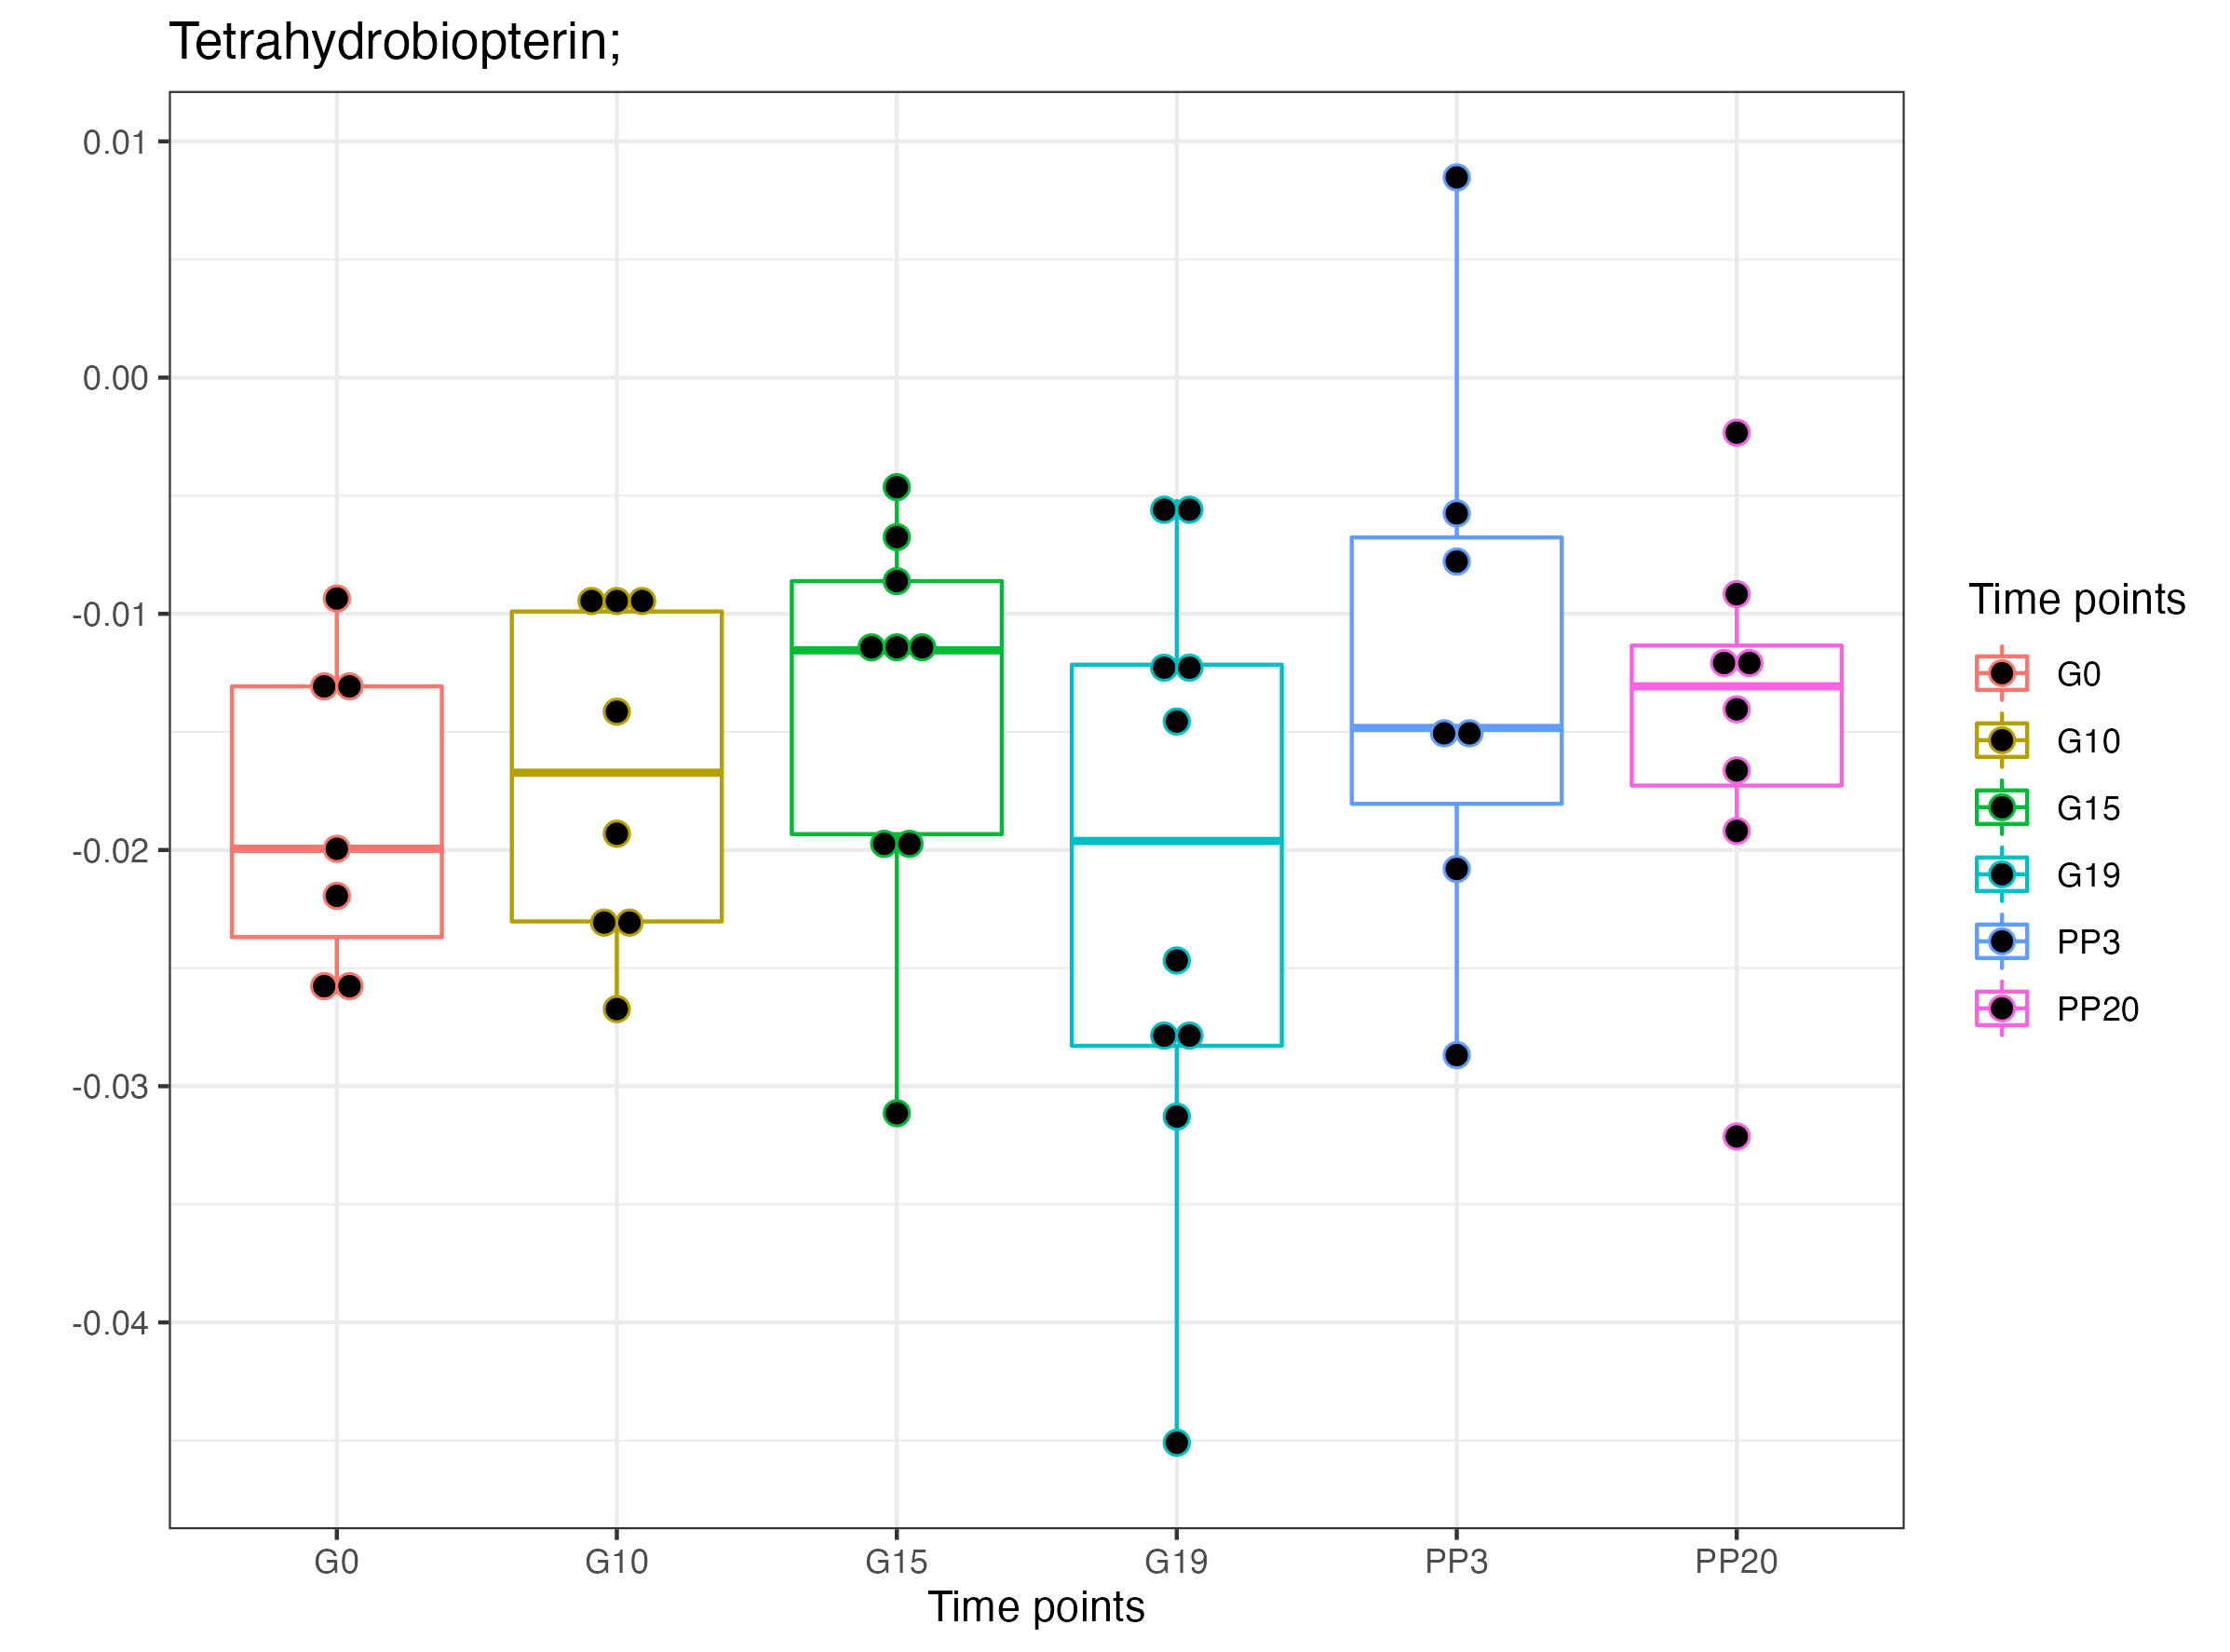 Tetrahydrobiopterin;
0.01
0.00
-0.01
-0.02
-0.03
-0.04
G0
G10
G15
G19
PP3
PP20
Time points
Time points
G0
G10
G15
G19
PP3
PP20